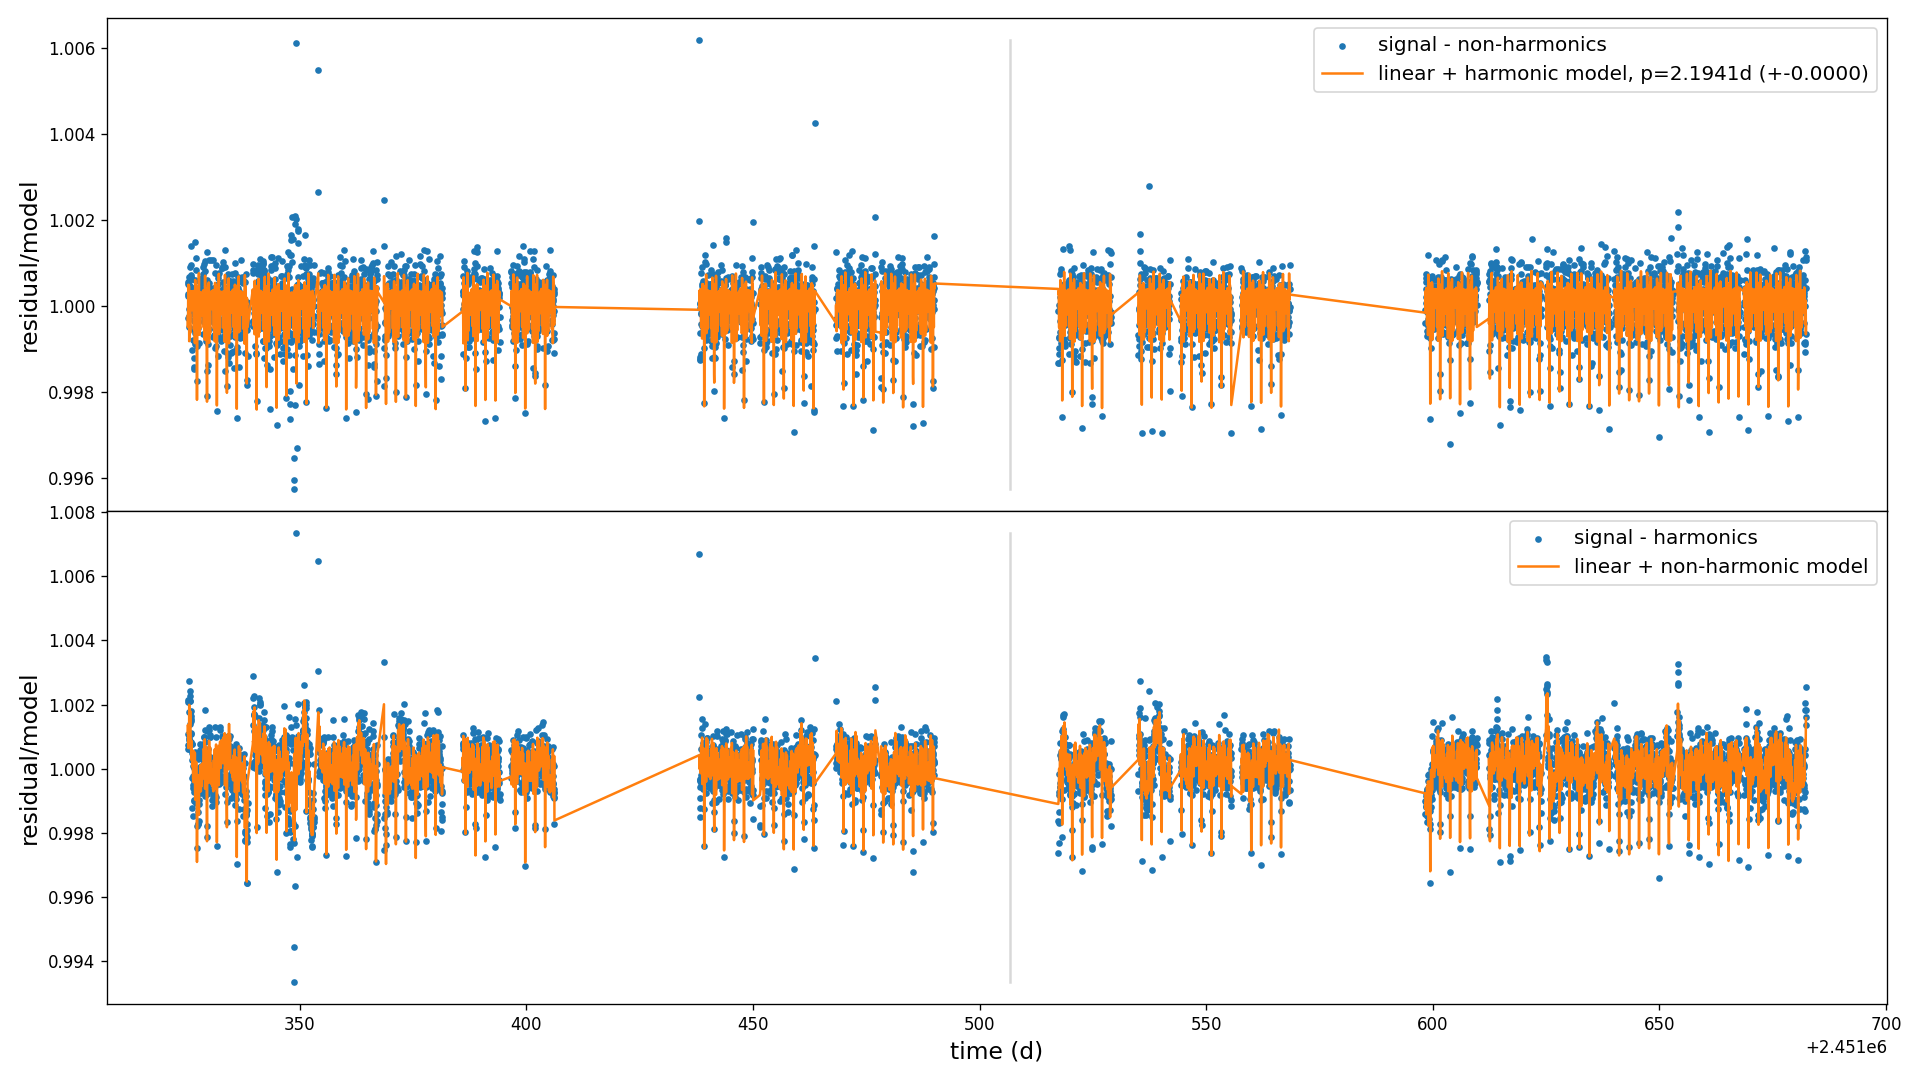 signal - non-harmonics
linear + harmonic model, p=2.1941d (+-0.0000)
residual/model
1.006
1.004
1.002
1.000
0.998
0.996
signal - harmonics
linear + non-harmonic model
residual/model
1.008
1.006
1.004
1.002
1.000
0.998
0.996
0.994
350
400
450
500
550
600
650
700
time (d)
+2.451e6